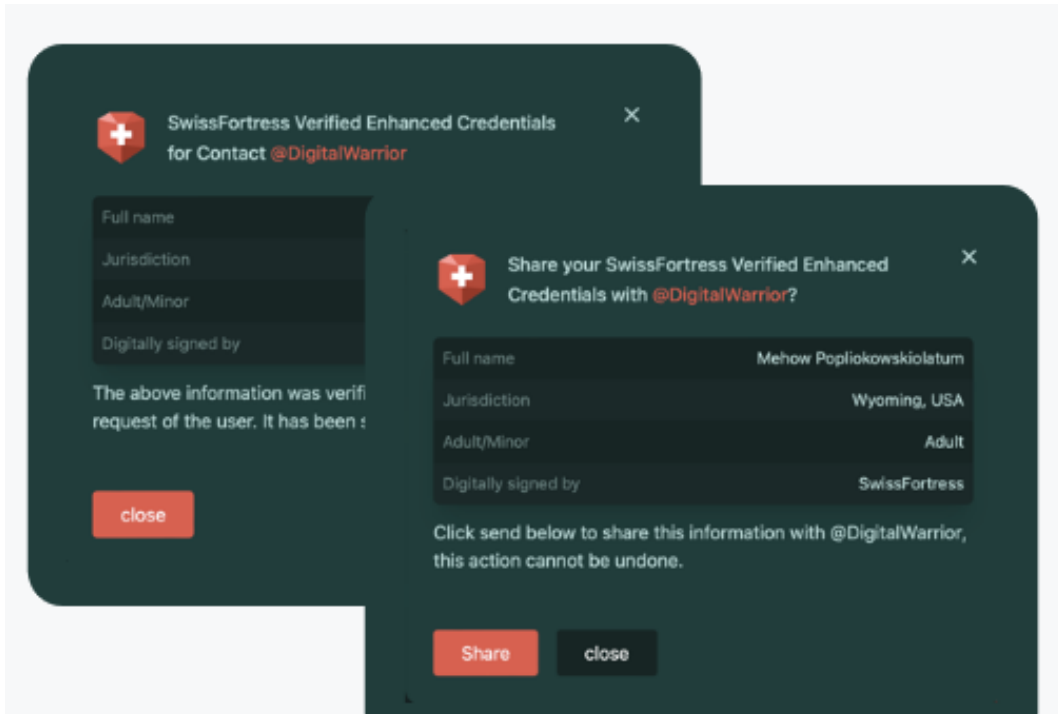 SwissFortress Verified Enhanced Credentials
for Contact @DigitalWarrior
Full name
Jurisdiction
Adult/Minor
Digitally signed by
The above information was verifi
request of the user. It has been s
close
Share your SwissFortress Verified Enhanced
Credentials with @DigitalWarrior?
Full name Mehow Popliokowskiolatum
Jurisdiction Wyoming, USA
Adult/Minor Adult
Digitally signed by SwissFortress
Click send below to share this information with @DigitalWarrior,
this action cannot be undone.
Share close